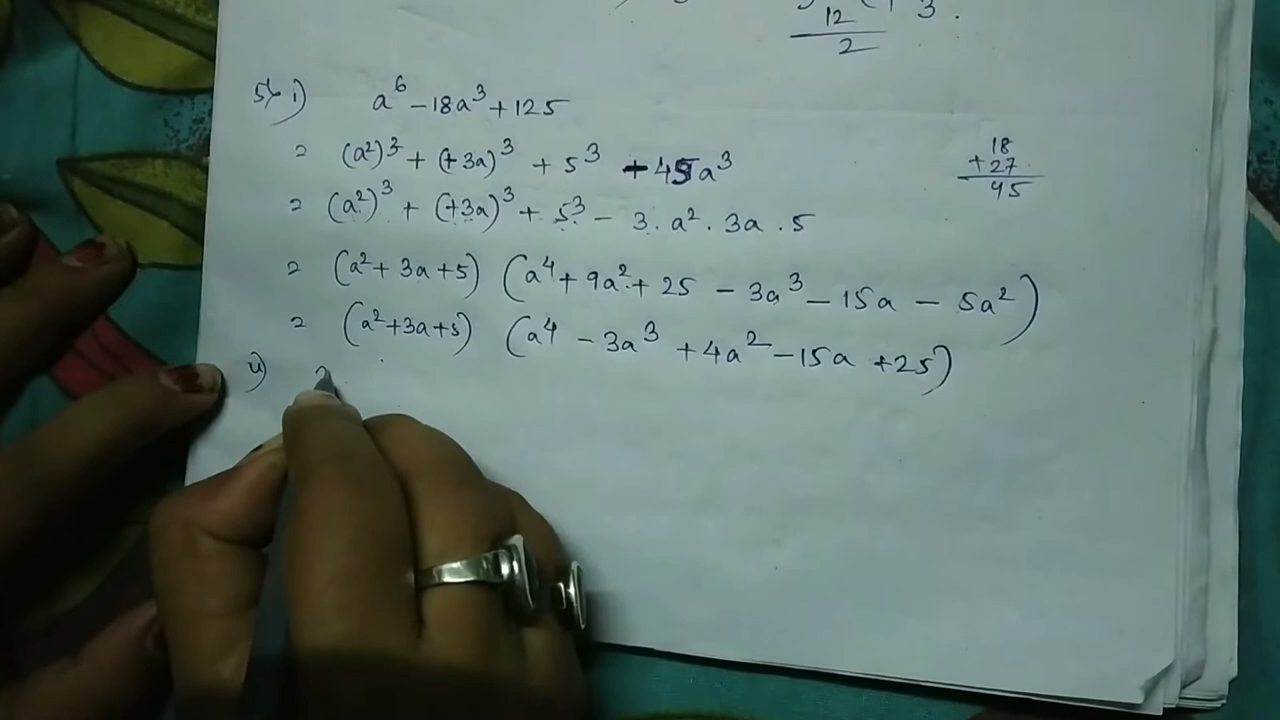 12 3.
2
5) i) a⁶ - 18a³ + 125
= (a²)³ + (+3a)³ + 5³ - 45a³
18
+27
45
= (a²)³ + (+3a)³ + 5³ - 3. a² . 3a . 5
= (a² + 3a + 5) (a⁴ + 9a² + 25 - 3a³ - 15a - 5a²)
= (a² + 3a + 5) (a⁴ - 3a³ + 4a² - 15a + 25)
ii)